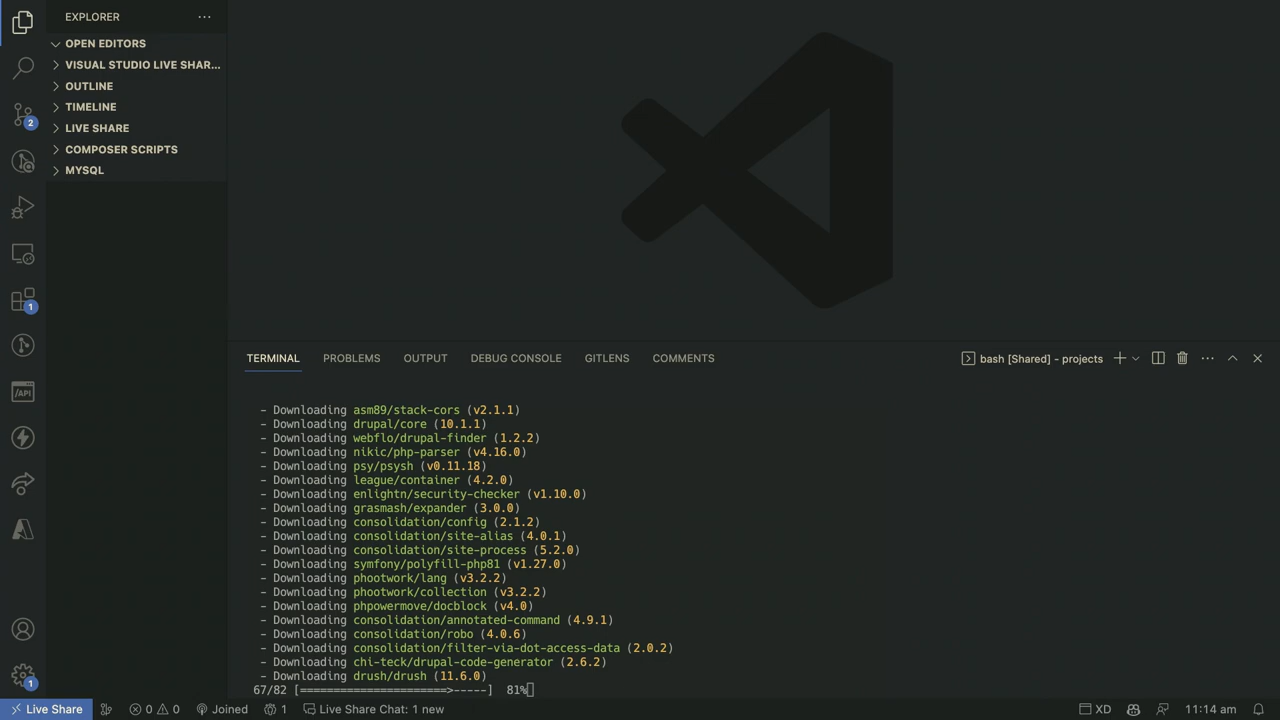 EXPLORER
OPEN EDITORS
VISUAL STUDIO LIVE SHAR...
OUTLINE
TIMELINE
LIVE SHARE
COMPOSER SCRIPTS
MYSQL
2
1
/API
1
TERMINAL PROBLEMS OUTPUT DEBUG CONSOLE GITLENS COMMENTS
bash [Shared] - projects
- Downloading asm89/stack-cors (v2.1.1)
- Downloading drupal/core (10.1.1)
- Downloading webflo/drupal-finder (1.2.2)
- Downloading nikic/php-parser (v4.16.0)
- Downloading psy/psysh (v0.11.18)
- Downloading league/container (4.2.0)
- Downloading enlightn/security-checker (v1.10.0)
- Downloading grasmash/expander (3.0.0)
- Downloading consolidation/config (2.1.2)
- Downloading consolidation/site-alias (4.0.1)
- Downloading consolidation/site-process (5.2.0)
- Downloading symfony/polyfill-php81 (v1.27.0)
- Downloading phootwork/lang (v3.2.2)
- Downloading phootwork/collection (v3.2.2)
- Downloading phpowermove/docblock (v4.0)
- Downloading consolidation/annotated-command (4.9.1)
- Downloading consolidation/robo (4.0.6)
- Downloading consolidation/filter-via-dot-access-data (2.0.2)
- Downloading chi-teck/drupal-code-generator (2.6.2)
- Downloading drush/drush (11.6.0)
67/82 [======================>-----] 81%
Live Share 0 0 Joined 1 Live Share Chat: 1 new XD 11:14 am